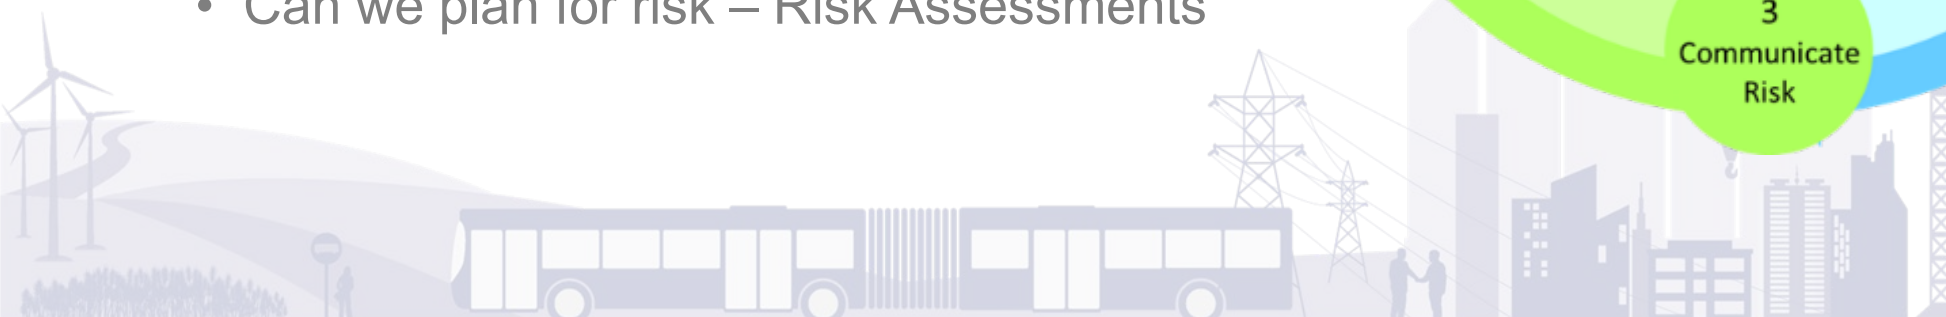 • Can we plan for risk – Risk Assessments
3
Communicate
Risk